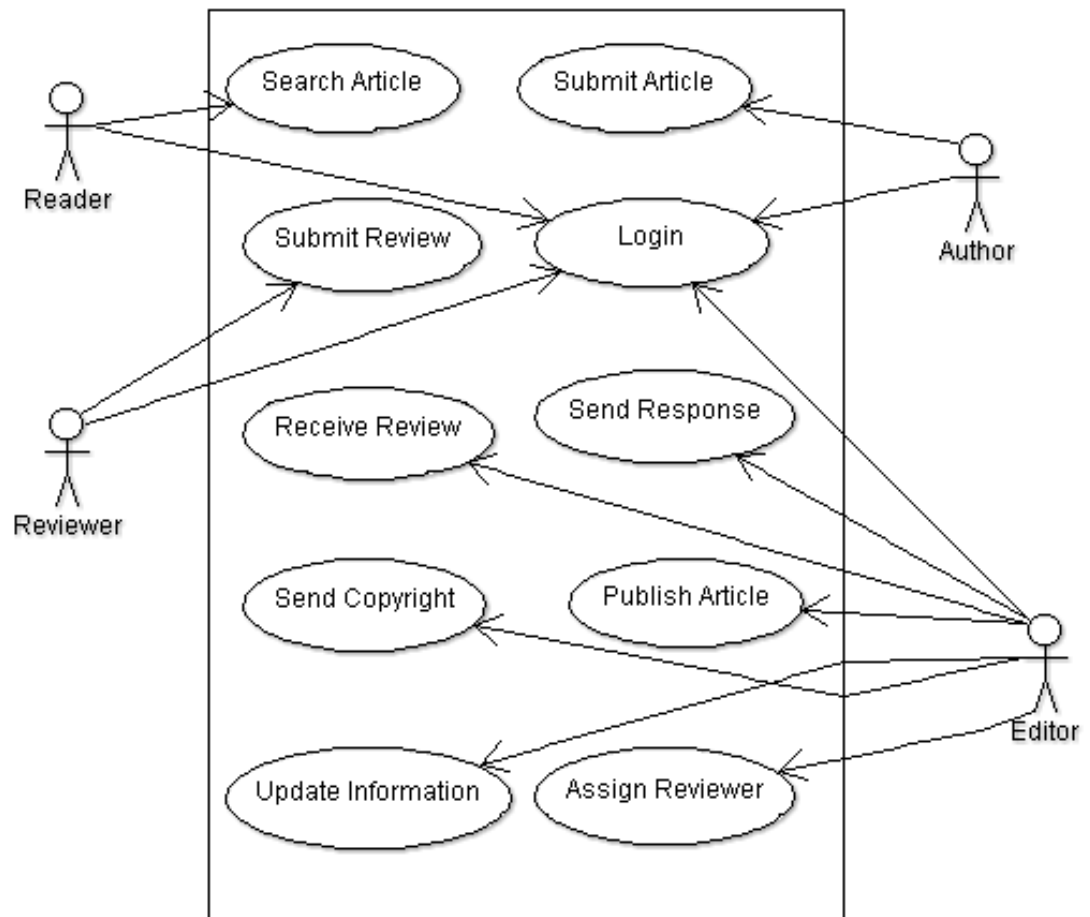 Search Article
Submit Article
Reader
Submit Review
Login
Author
Receive Review
Send Response
Reviewer
Send Copyright
Publish Article
Editor
Update Information
Assign Reviewer